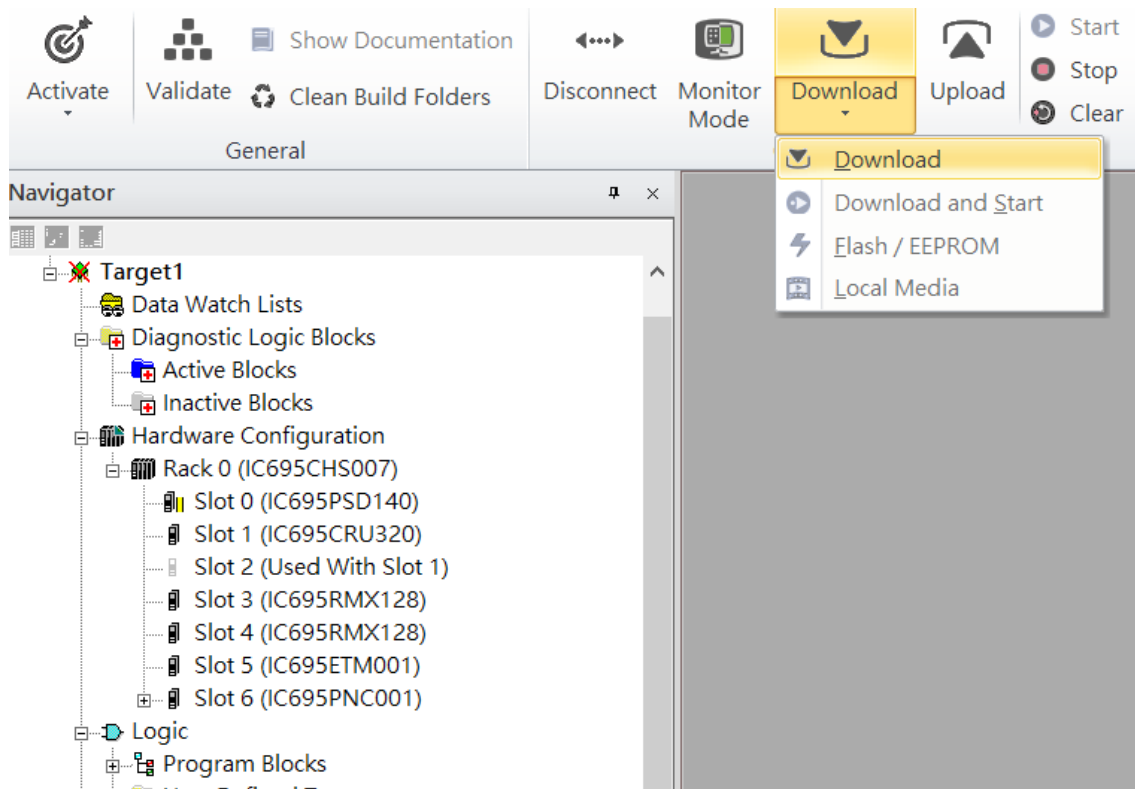 Activate
Validate
Show Documentation
Clean Build Folders
General
Disconnect
Monitor
Mode
Download
Upload
Start
Stop
Clear
Download
Download and Start
Flash / EEPROM
Local Media
Navigator
Target1
Data Watch Lists
Diagnostic Logic Blocks
Active Blocks
Inactive Blocks
Hardware Configuration
Rack 0 (IC695CHS007)
Slot 0 (IC695PSD140)
Slot 1 (IC695CRU320)
Slot 2 (Used With Slot 1)
Slot 3 (IC695RMX128)
Slot 4 (IC695RMX128)
Slot 5 (IC695ETM001)
Slot 6 (IC695PNC001)
Logic
Program Blocks